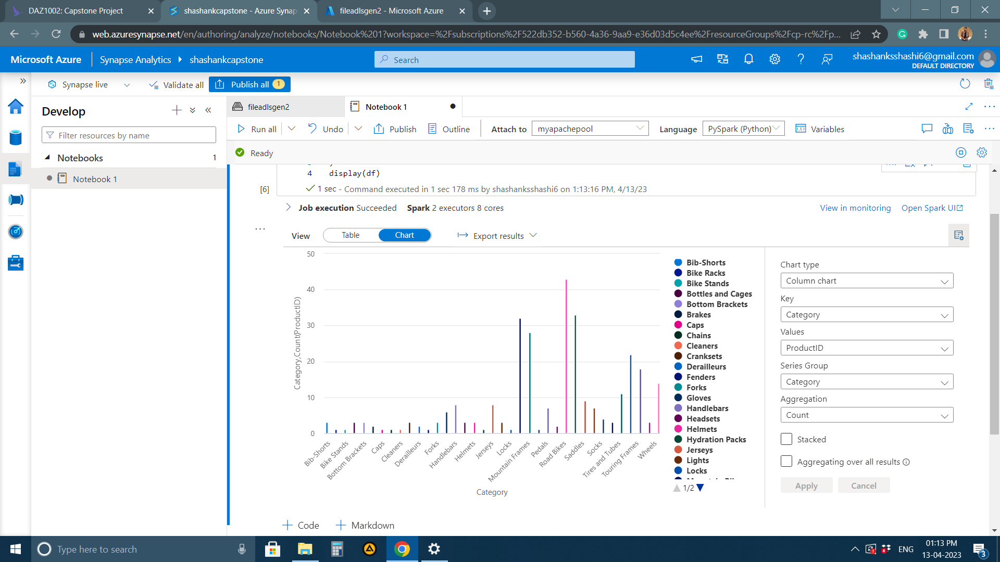 DAZ1002: Capstone Project
shashankcapstone - Azure Synap
fileadlsgen2 - Microsoft Azure
web.azuresynapse.net/en/authoring/analyze/notebooks/Notebook%201?workspace=%2Fsubscriptions%2F522db352-b560-4a36-9aa9-e36d03d5c4ee%2FresourceGroups%2Fcp-rc%2Fp...
Microsoft Azure
Synapse Analytics
shashankcapstone
Search
shashanksshashi6@gmail.com
DEFAULT DIRECTORY
Synapse live
Validate all
Publish all 1
Develop
Filter resources by name
Notebooks 1
Notebook 1
fileadlsgen2
Notebook 1
Run all
Undo
Publish
Outline
Attach to
myapachepool
Language
PySpark (Python)
Variables
Ready
4 display(df)
[6]
1 sec - Command executed in 1 sec 178 ms by shashanksshashi6 on 1:13:16 PM, 4/13/23
Job execution Succeeded Spark 2 executors 8 cores
View in monitoring
Open Spark UI
View
Table
Chart
Export results
50
40
30
20
10
0
Category,Count(ProductID)
Bib-Shorts
Bike Stands
Bottom Brackets
Caps
Cleaners
Derailleurs
Forks
Handlebars
Helmets
Jerseys
Locks
Mountain Frames
Pedals
Road Bikes
Saddles
Socks
Tires and Tubes
Touring Frames
Wheels
Category
Bib-Shorts
Bike Racks
Bike Stands
Bottles and Cages
Bottom Brackets
Brakes
Caps
Chains
Cleaners
Cranksets
Derailleurs
Fenders
Forks
Gloves
Handlebars
Headsets
Helmets
Hydration Packs
Jerseys
Lights
Locks
1/2
Chart type
Column chart
Key
Category
Values
ProductID
Series Group
Category
Aggregation
Count
Stacked
Aggregating over all results
Apply
Cancel
Code
Markdown
Type here to search
ENG
01:13 PM
13-04-2023
3